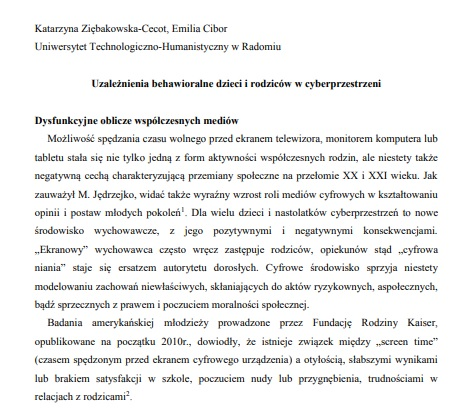 Katarzyna Ziębakowska-Cecot, Emilia Cibor
Uniwersytet Technologiczno-Humanistyczny w Radomiu
Uzależnienia behawioralne dzieci i rodziców w cyberprzestrzeni
Dysfunkcyjne oblicze współczesnych mediów
Możliwość spędzania czasu wolnego przed ekranem telewizora, monitorem komputera lub
tabletu stała się nie tylko jedną z form aktywności współczesnych rodzin, ale niestety także
negatywną cechą charakteryzującą przemiany społeczne na przełomie XX i XXI wieku. Jak
zauważył M. Jędrzejko, widać także wyraźny wzrost roli mediów cyfrowych w kształtowaniu
opinii i postaw młodych pokoleń¹. Dla wielu dzieci i nastolatków cyberprzestrzeń to nowe
środowisko wychowawcze, z jego pozytywnymi i negatywnymi konsekwencjami.
„Ekranowy” wychowawca często wręcz zastępuje rodziców, opiekunów stąd „cyfrowa
niania” staje się ersatzem autorytetu dorosłych. Cyfrowe środowisko sprzyja niestety
modelowaniu zachowań niewłaściwych, skłaniających do aktów ryzykownych, aspołecznych,
bądź sprzecznych z prawem i poczuciem moralności społecznej.
Badania amerykańskiej młodzieży prowadzone przez Fundację Rodziny Kaiser,
opublikowane na początku 2010r., dowiodły, że istnieje związek między „screen time”
(czasem spędzonym przed ekranem cyfrowego urządzenia) a otyłością, słabszymi wynikami
lub brakiem satysfakcji w szkole, poczuciem nudy lub przygnębienia, trudnościami w
relacjach z rodzicami².